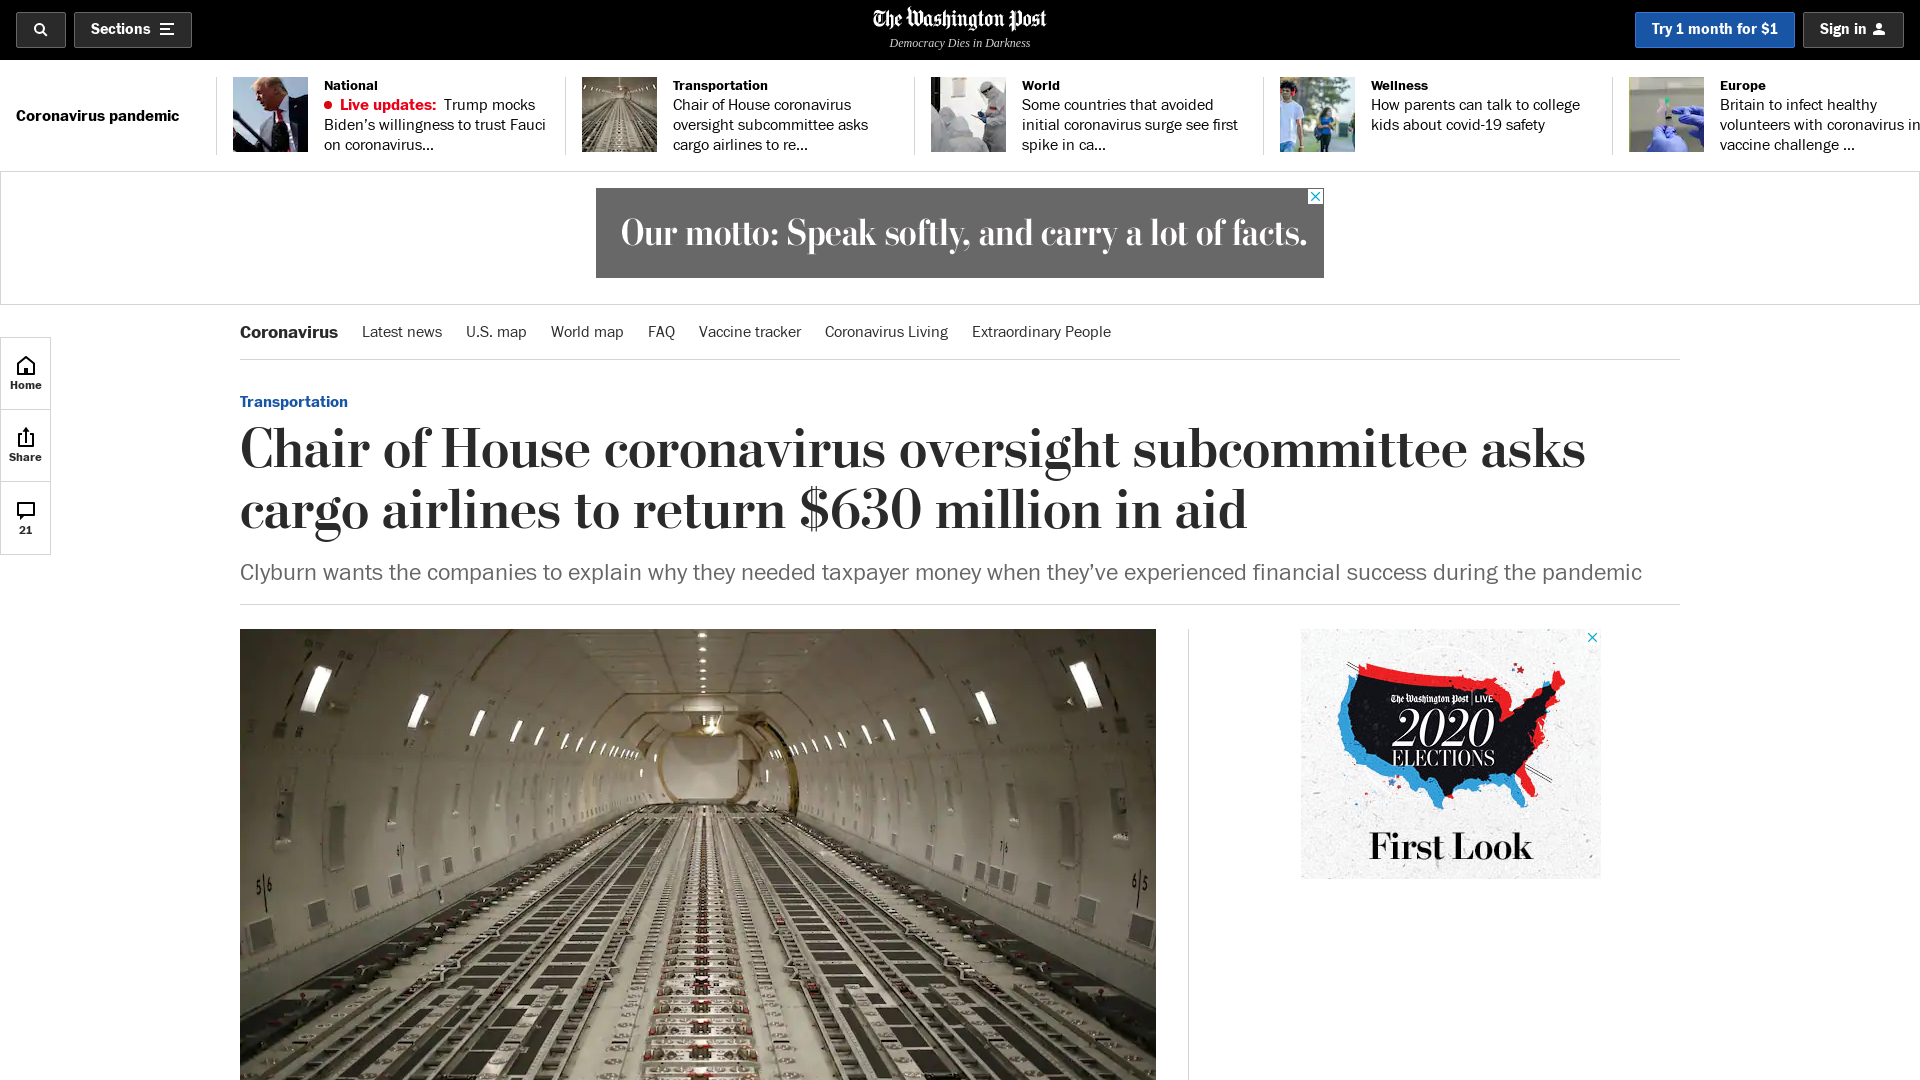 Sections
The Washington Post
Democracy Dies in Darkness
Try 1 month for $1
Sign in
Coronavirus pandemic
National
Live updates: Trump mocks
Biden’s willingness to trust Fauci
on coronavirus...
Transportation
Chair of House coronavirus
oversight subcommittee asks
cargo airlines to re...
World
Some countries that avoided
initial coronavirus surge see first
spike in ca...
Wellness
How parents can talk to college
kids about covid-19 safety
Europe
Britain to infect healthy
volunteers with coronavirus in
vaccine challenge ...
Our motto: Speak softly, and carry a lot of facts.
Coronavirus Latest news U.S. map World map FAQ Vaccine tracker Coronavirus Living Extraordinary People
Home
Share
21
Transportation
Chair of House coronavirus oversight subcommittee asks
cargo airlines to return $630 million in aid
Clyburn wants the companies to explain why they needed taxpayer money when they’ve experienced financial success during the pandemic
5|6
6|5
The Washington Post LIVE
2020
ELECTIONS
First Look